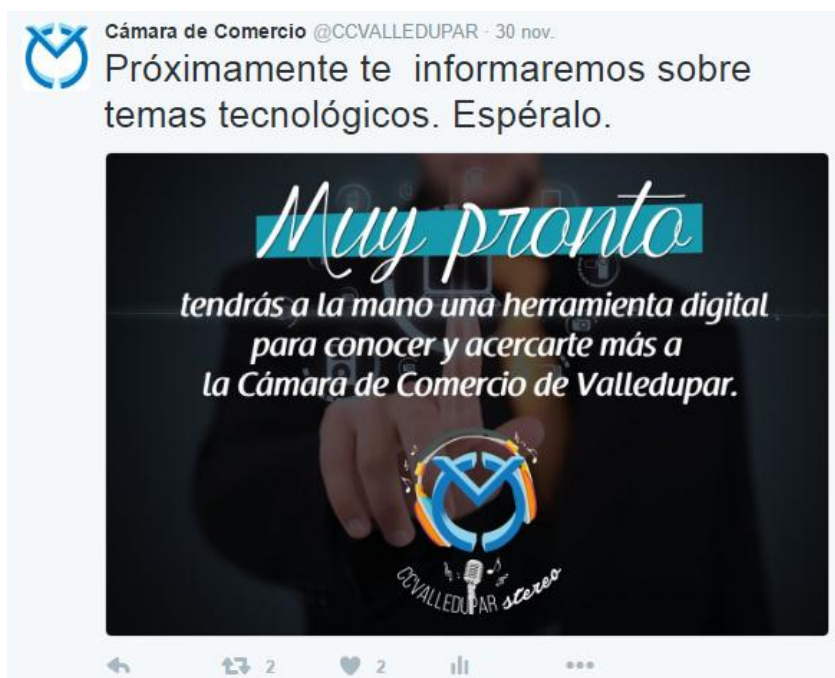 Cámara de Comercio @CCVALLEDUPAR · 30 nov.
Próximamente te  informaremos sobre
temas tecnológicos. Espéralo.
Muy pronto
tendrás a la mano una herramienta digital
para conocer y acercarte más a
la Cámara de Comercio de Valledupar.
CCVALLEDUPAR stereo
2 2